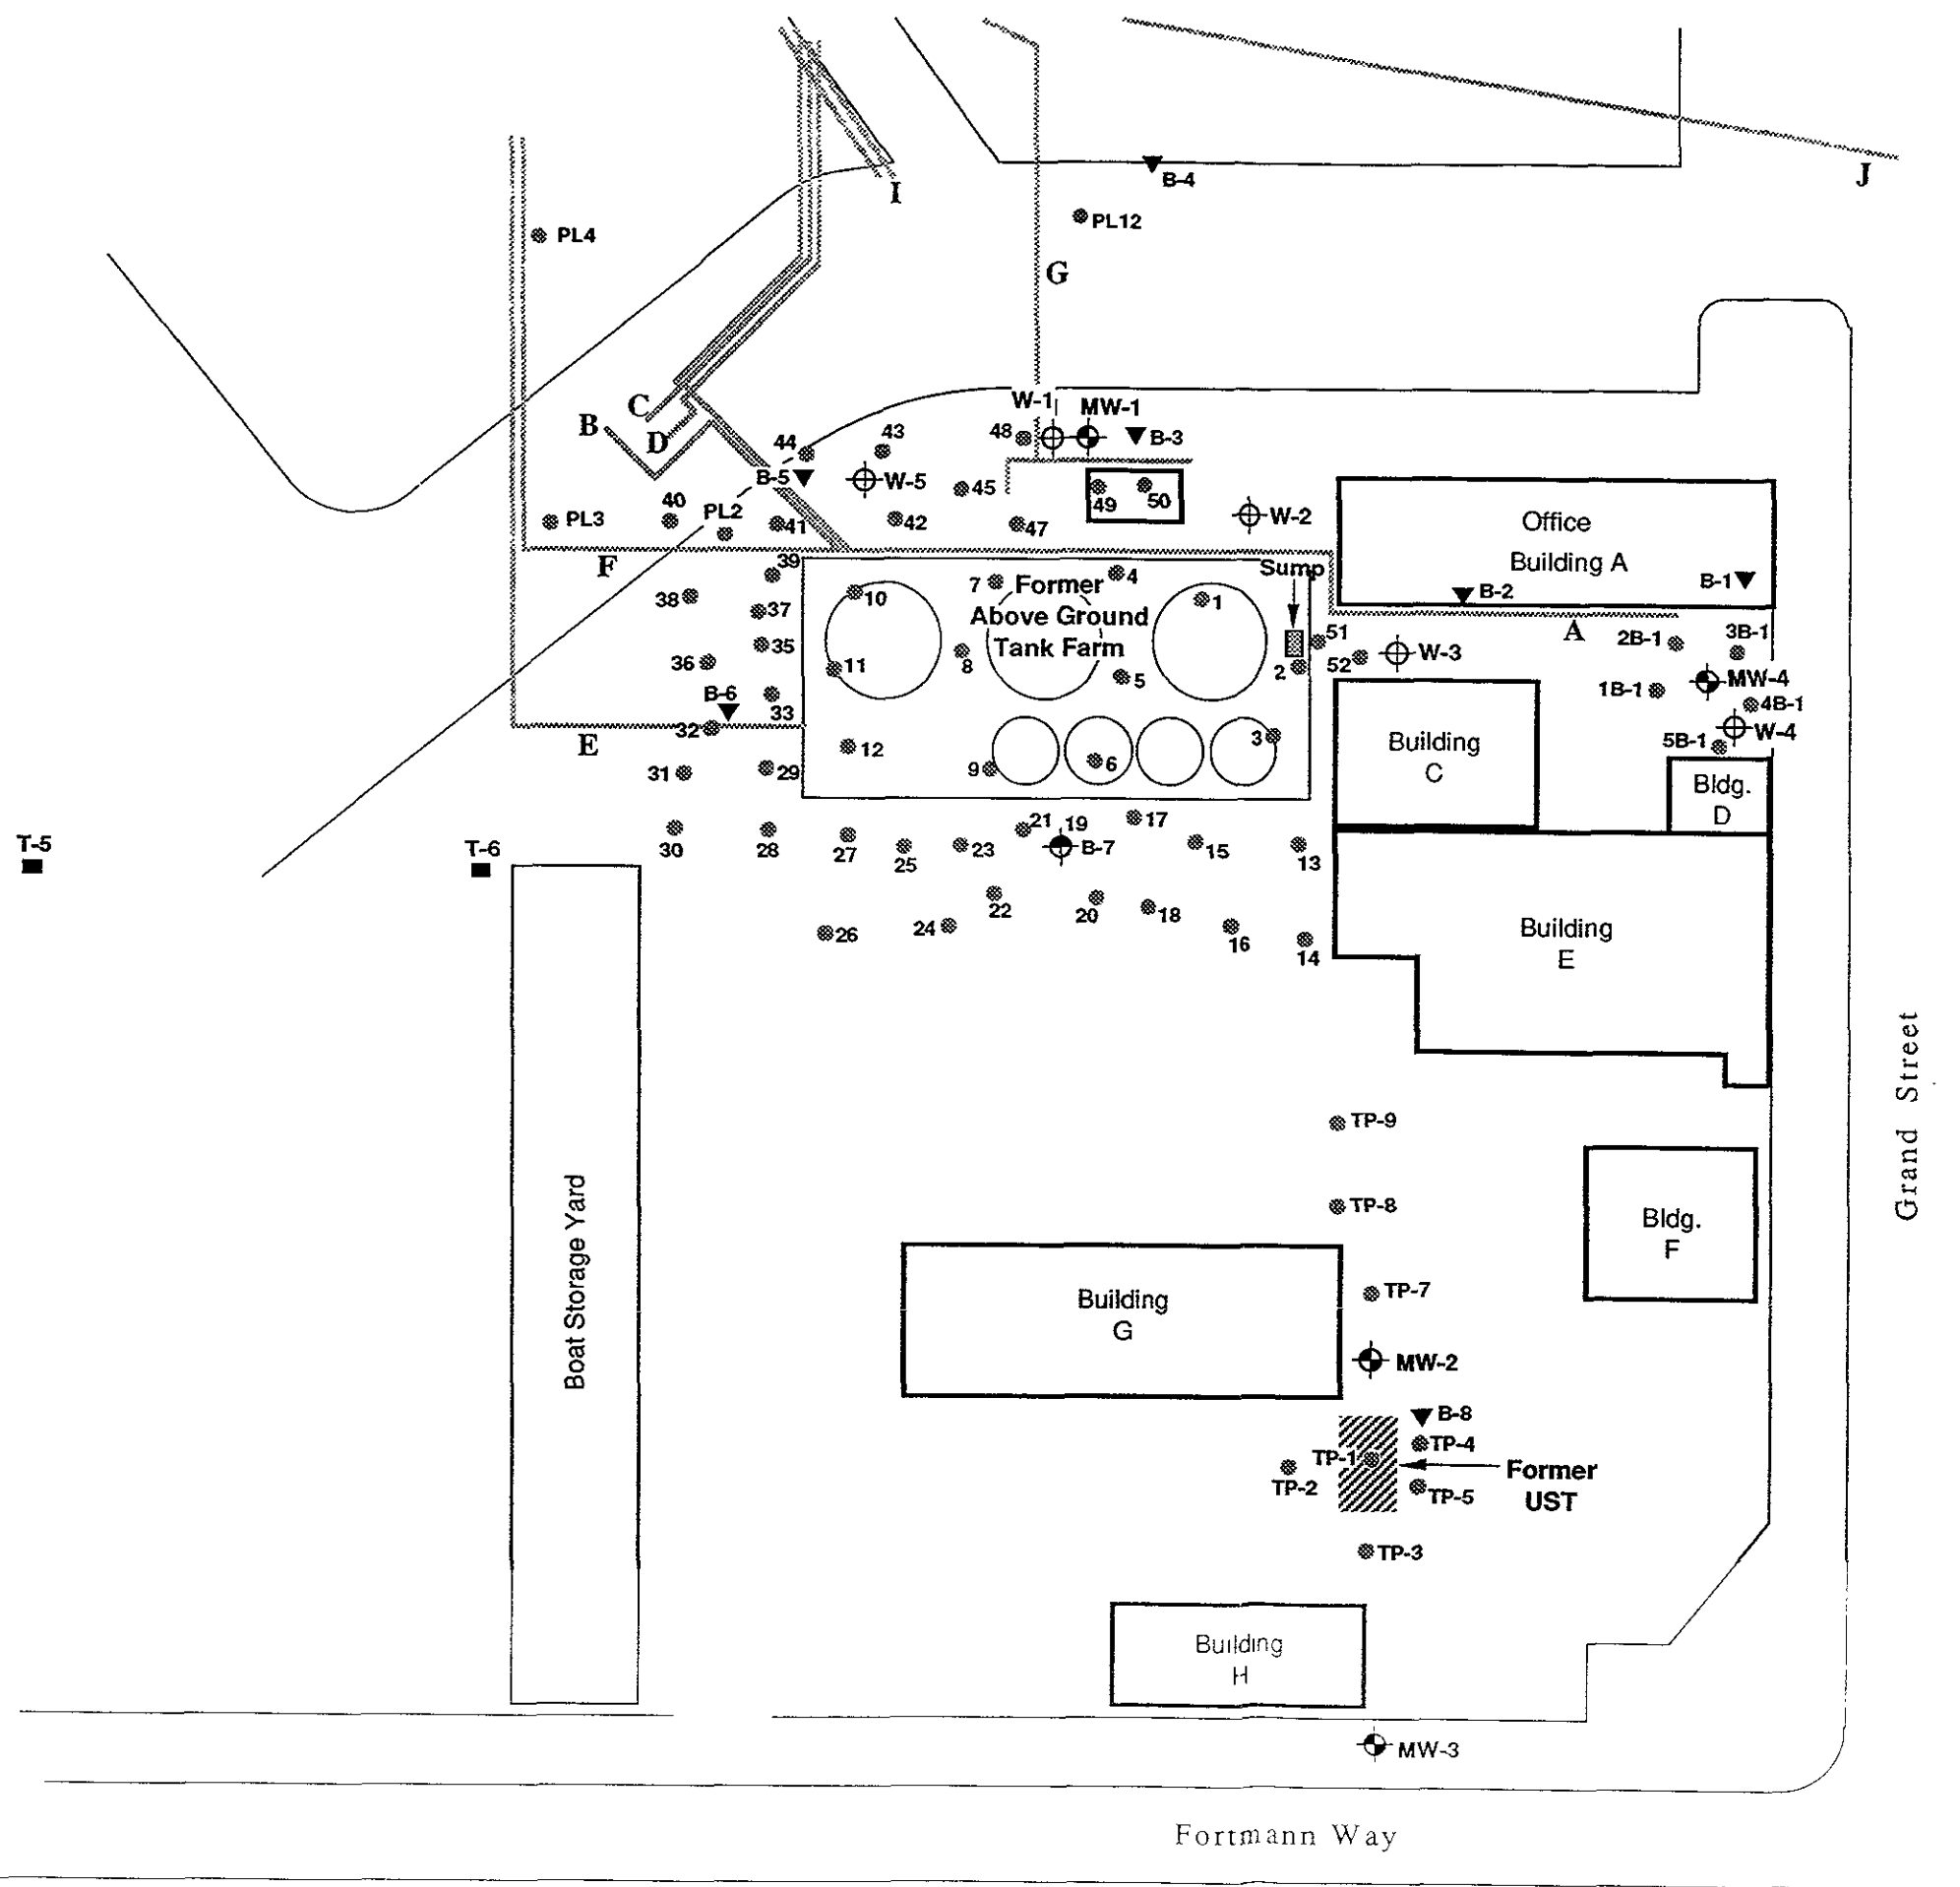 I
B-4
J
PL12
PL4
G
W-1
MW-1
C
B
D
44
43
48
B-3
B-5
W-5
45
49
50
40
PL3
PL2
41
42
47
W-2
Office
Building A
F
39
Sump
B-2
B-1
38
37
10
7
Former
Above Ground
Tank Farm
4
1
A
35
36
11
8
5
2
51
52
W-3
2B-1
3B-1
1B-1
MW-4
4B-1
W-4
5B-1
B-6
33
32
E
12
3
Building
C
31
29
9
6
Bldg.
D
T-5
T-6
30
28
27
25
23
21
19
B-7
17
15
13
22
20
18
26
24
16
14
Building
E
Grand Street
TP-9
TP-8
Bldg.
F
Boat Storage Yard
Building
G
TP-7
MW-2
B-8
TP-4
TP-1
TP-2
TP-5
Former
UST
TP-3
Building
H
MW-3
Fortmann Way